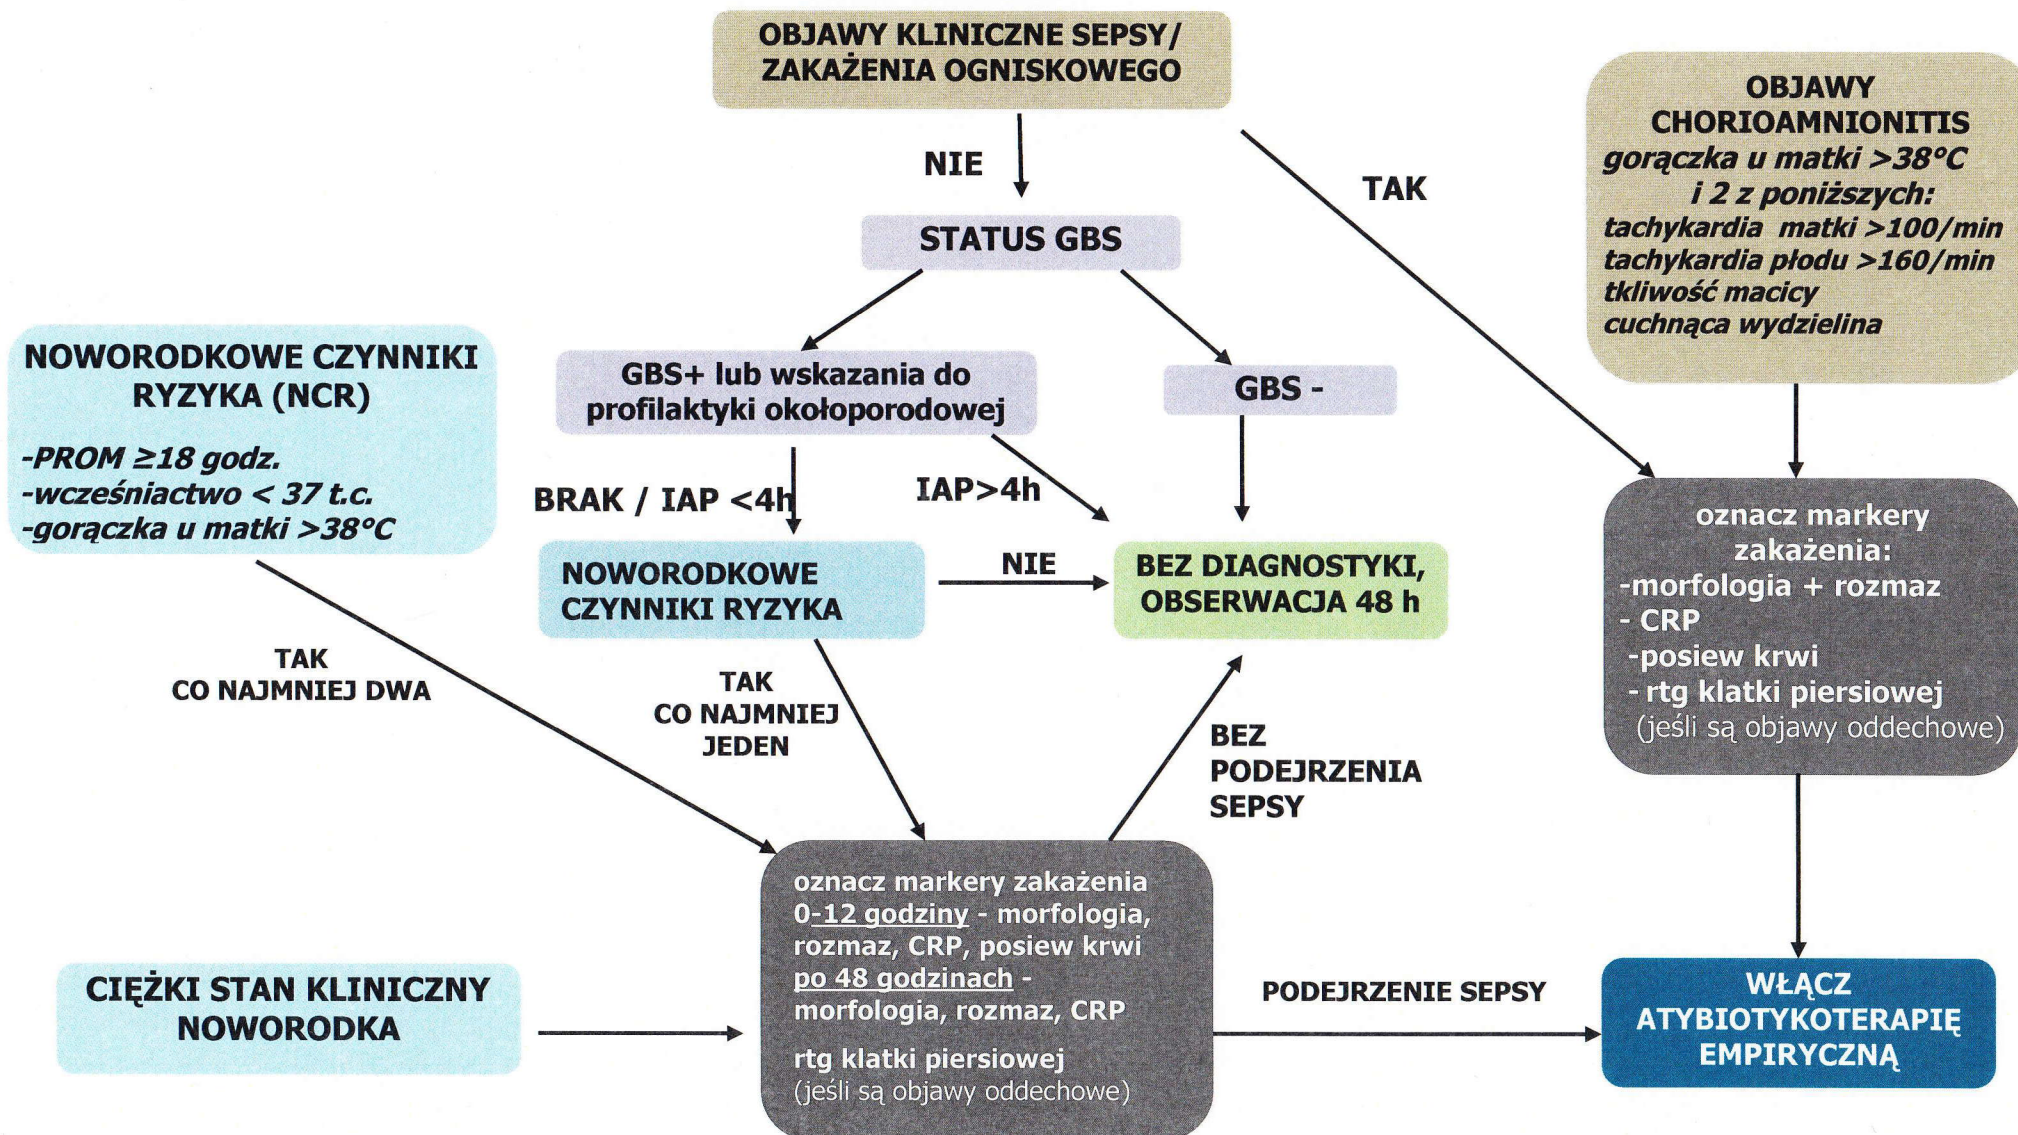 OBJAWY KLINICZNE SEPSY/
ZAKAŻENIA OGNISKOWEGO
OBJAWY
CHORIOAMNIONITIS
gorączka u matki >38°C
i 2 z poniższych:
tachykardia matki >100/min
tachykardia płodu >160/min
tkliwość macicy
cuchnąca wydzielina
NIE
TAK
STATUS GBS
NOWORODKOWE CZYNNIKI
RYZYKA (NCR)
-PROM ≥18 godz.
-wcześniactwo < 37 t.c.
-gorączka u matki >38°C
GBS+ lub wskazania do
profilaktyki okołoporodowej
GBS -
BRAK / IAP <4h
IAP>4h
NOWORODKOWE
CZYNNIKI RYZYKA
NIE
BEZ DIAGNOSTYKI,
OBSERWACJA 48 h
oznacz markery
zakażenia:
-morfologia + rozmaz
- CRP
-posiew krwi
- rtg klatki piersiowej
(jeśli są objawy oddechowe)
TAK
CO NAJMNIEJ DWA
TAK
CO NAJMNIEJ
JEDEN
BEZ
PODEJRZENIA
SEPSY
oznacz markery zakażenia
0-12 godziny - morfologia,
rozmaz, CRP, posiew krwi
po 48 godzinach -
morfologia, rozmaz, CRP
rtg klatki piersiowej
(jeśli są objawy oddechowe)
CIĘŻKI STAN KLINICZNY
NOWORODKA
PODEJRZENIE SEPSY
WŁĄCZ
ATYBIOTYKOTERAPIĘ
EMPIRYCZNĄ